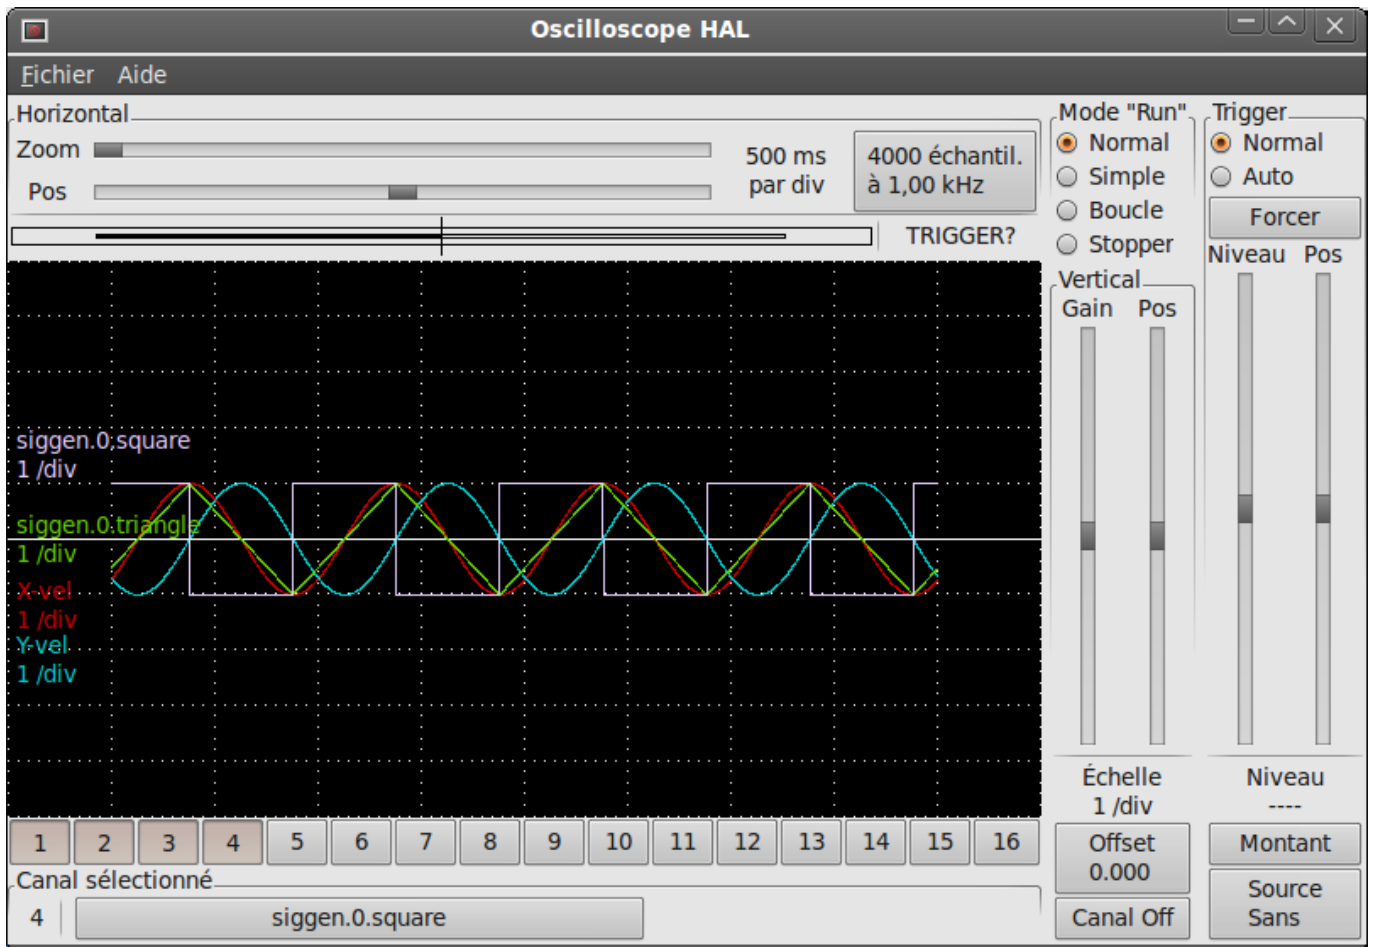 Oscilloscope HAL
Fichier Aide
Horizontal
Zoom
Pos
500 ms
par div
4000 échantil.
à 1,00 kHz
TRIGGER?
Mode "Run"
Normal
Simple
Boucle
Stopper
Trigger
Normal
Auto
Forcer
Niveau Pos
Vertical
Gain Pos
siggen.0.square
1 /div
siggen.0.triangle
1 /div
X-vel
1 /div
Y-vel
1 /div
Échelle
1 /div
Niveau
----
Offset
0.000
Montant
Canal Off
Source
Sans
1 2 3 4 5 6 7 8 9 10 11 12 13 14 15 16
Canal sélectionné
4 siggen.0.square